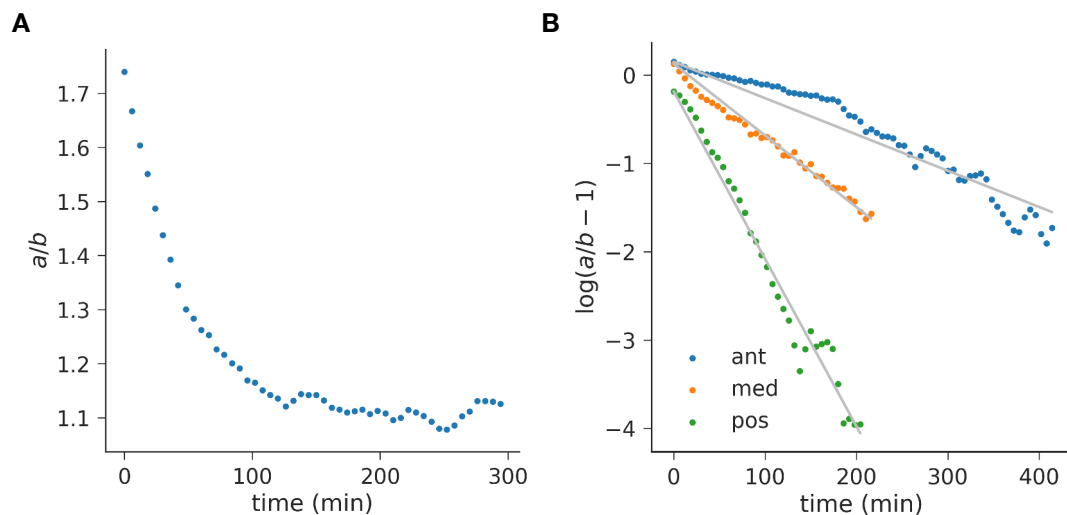 A
a/b
1.7
1.6
1.5
1.4
1.3
1.2
1.1
0
100
200
300
time (min)
B
log(a/b − 1)
0
−1
−2
−3
−4
ant
med
pos
0
100
200
300
400
time (min)